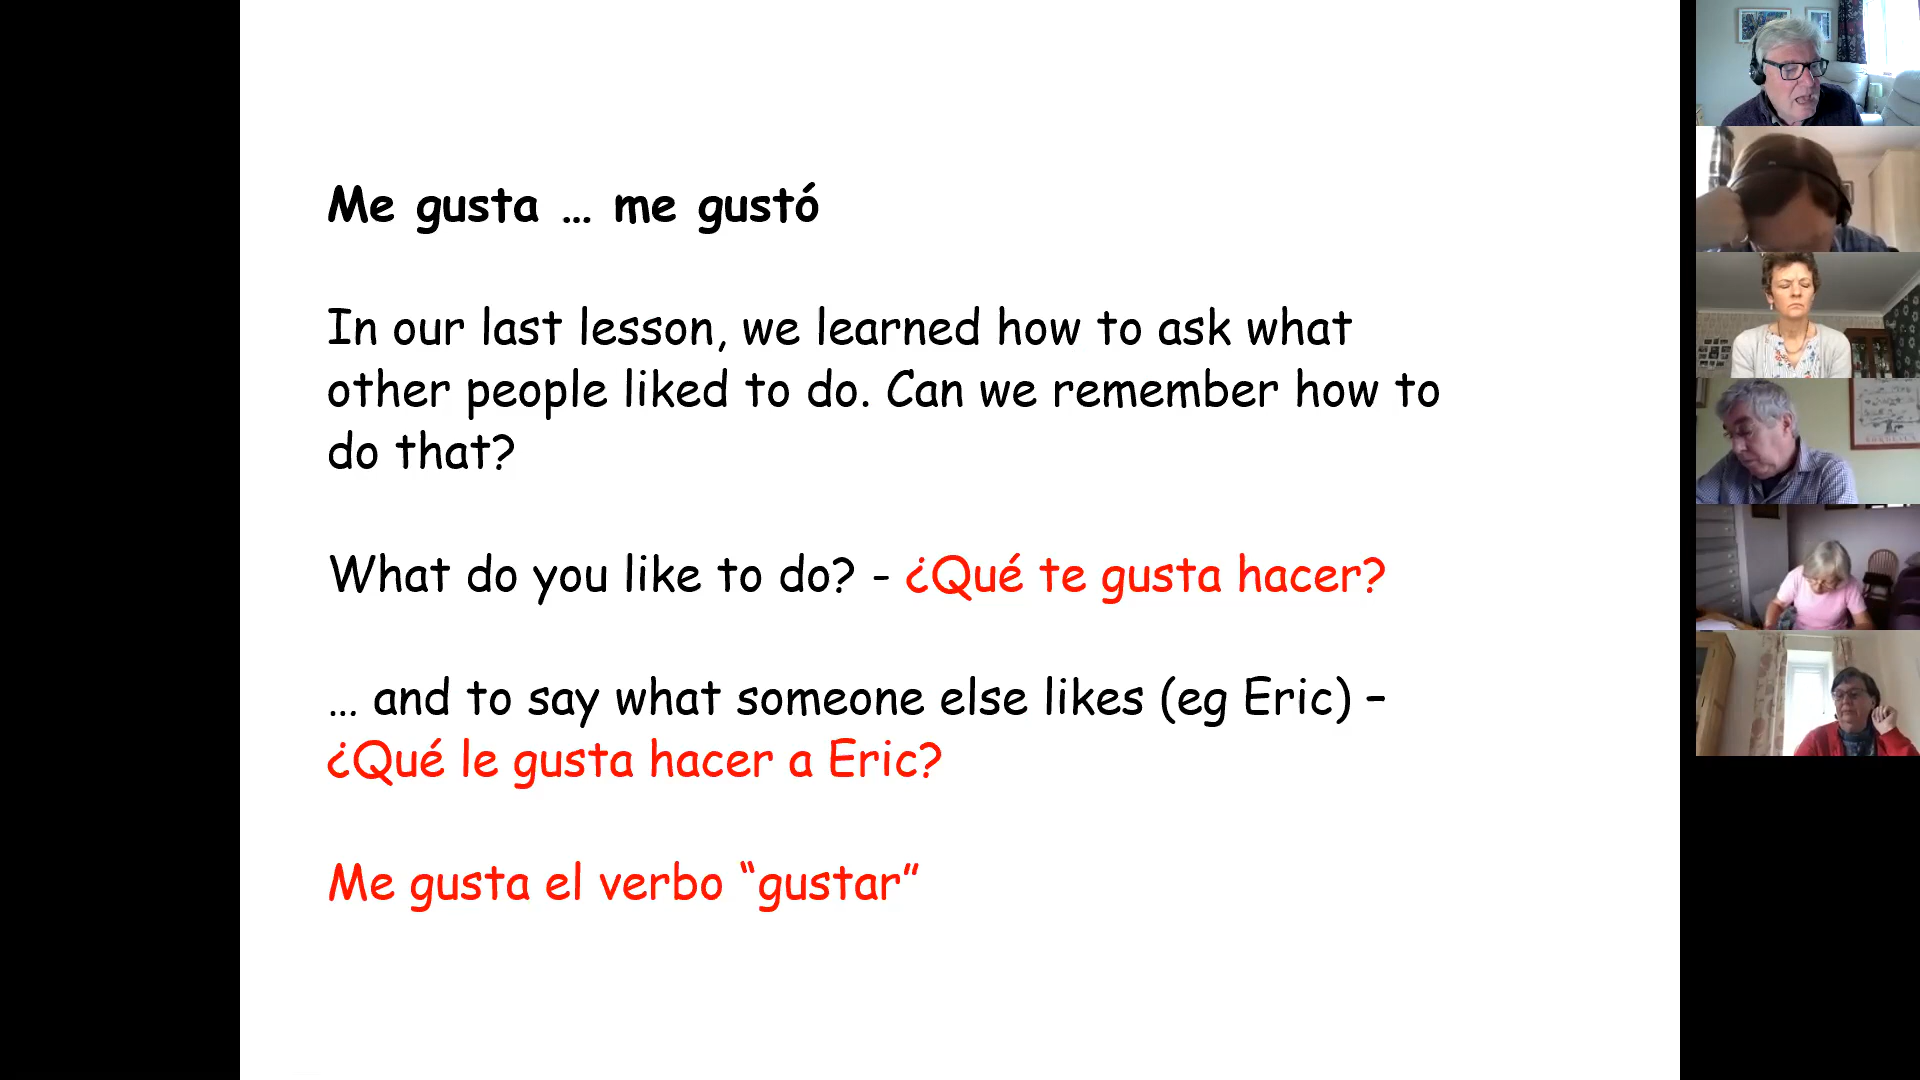 Me gusta … me gustó
In our last lesson, we learned how to ask what
other people liked to do. Can we remember how to
do that?
What do you like to do? - ¿Qué te gusta hacer?
… and to say what someone else likes (eg Eric) –
¿Qué le gusta hacer a Eric?
Me gusta el verbo “gustar”